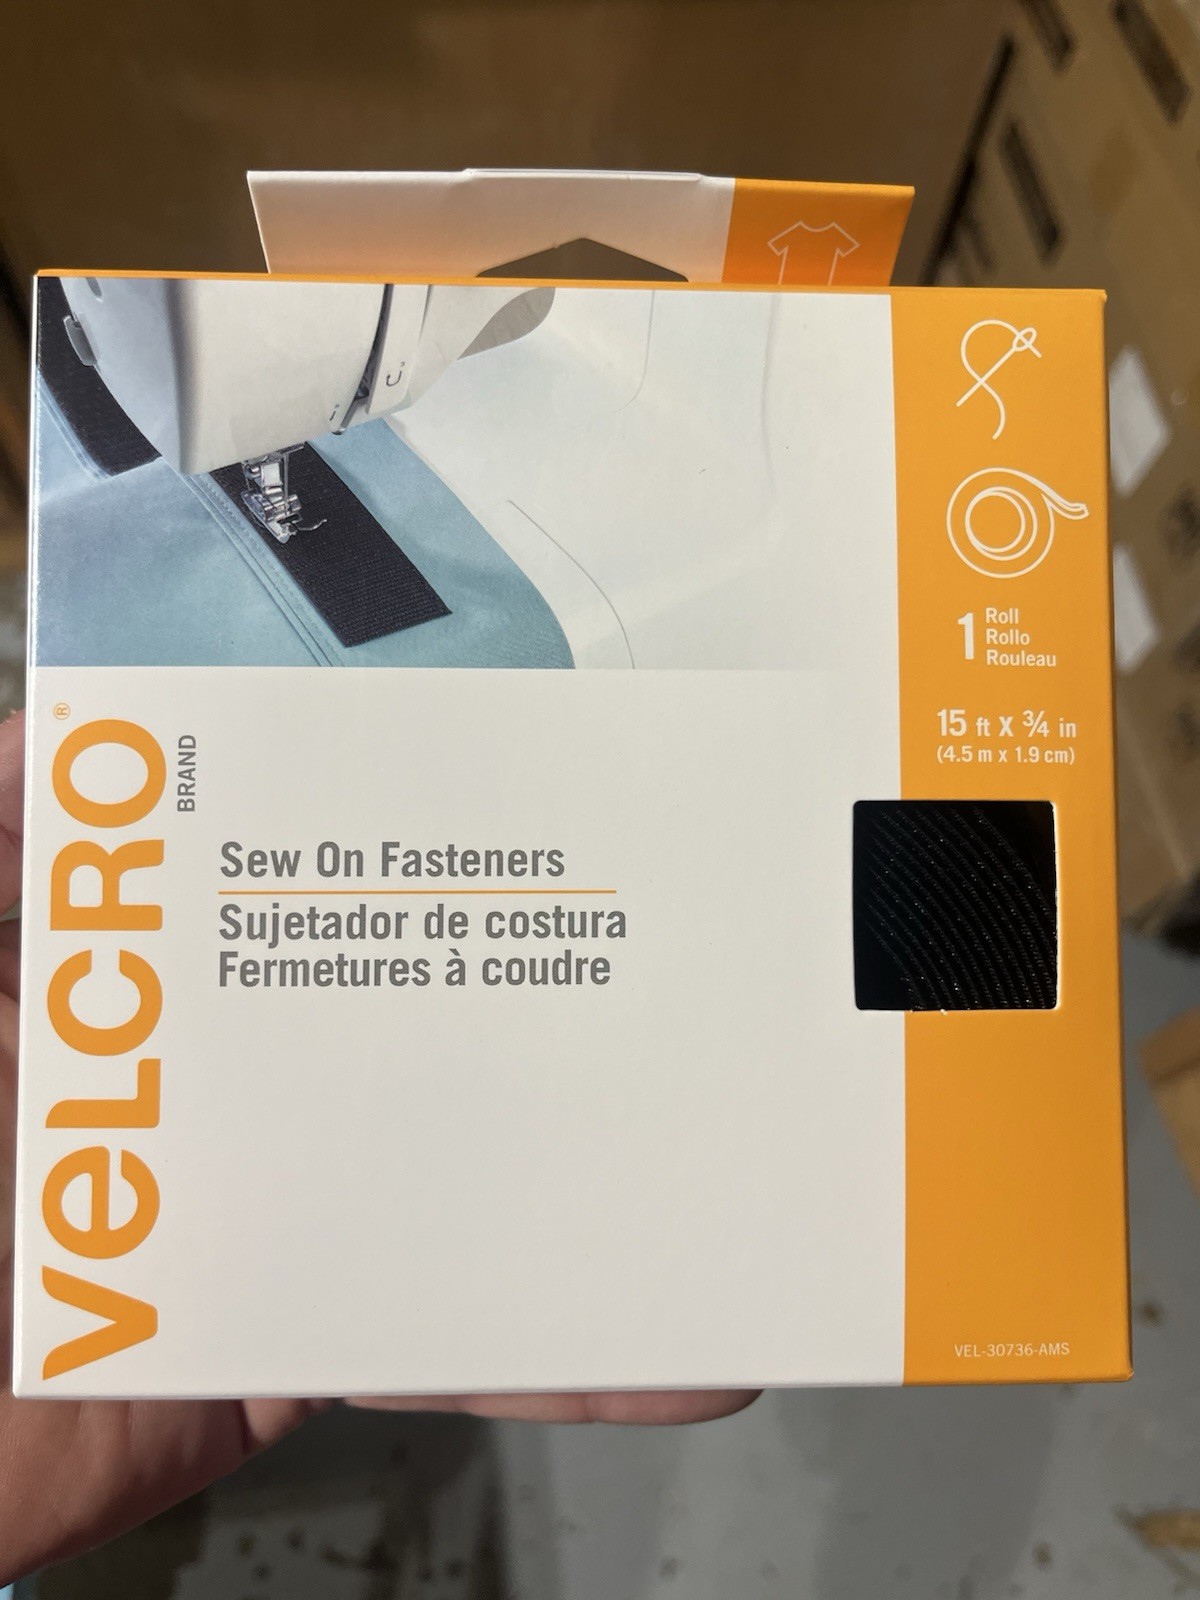 VELCRO®
BRAND
Sew On Fasteners
Sujetador de costura
Fermetures à coudre
1 Roll
Rollo
Rouleau
15 ft x ¾ in
(4.5 m x 1.9 cm)
VEL-30736-AMS